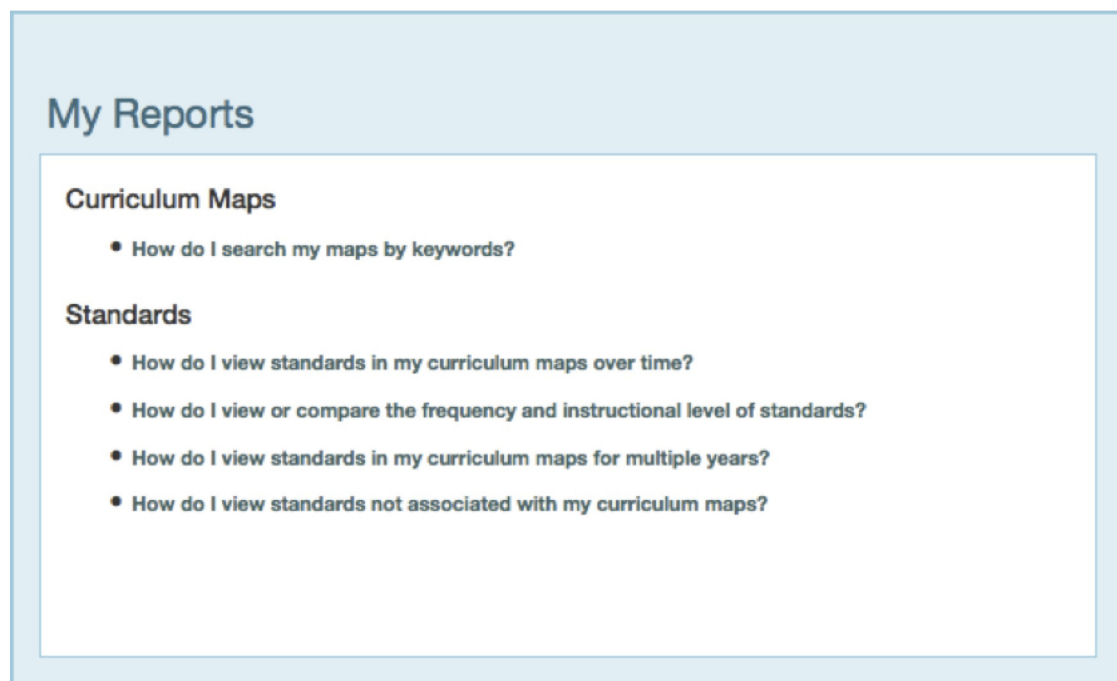 My Reports
Curriculum Maps
• How do I search my maps by keywords?
Standards
• How do I view standards in my curriculum maps over time?
• How do I view or compare the frequency and instructional level of standards?
• How do I view standards in my curriculum maps for multiple years?
• How do I view standards not associated with my curriculum maps?